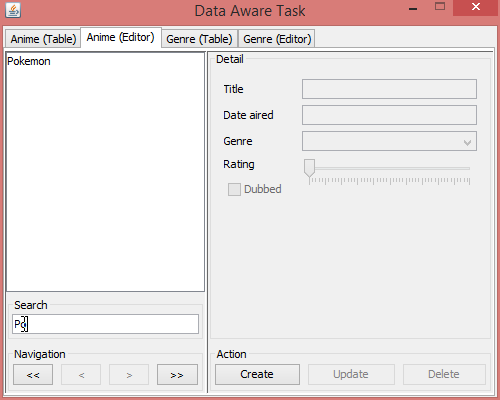 Data Aware Task
Anime (Table) Anime (Editor) Genre (Table) Genre (Editor)
Pokemon
Detail
Title
Date aired
Genre
Rating
Dubbed
Search
Po
Navigation
<< < > >>
Action
Create Update Delete